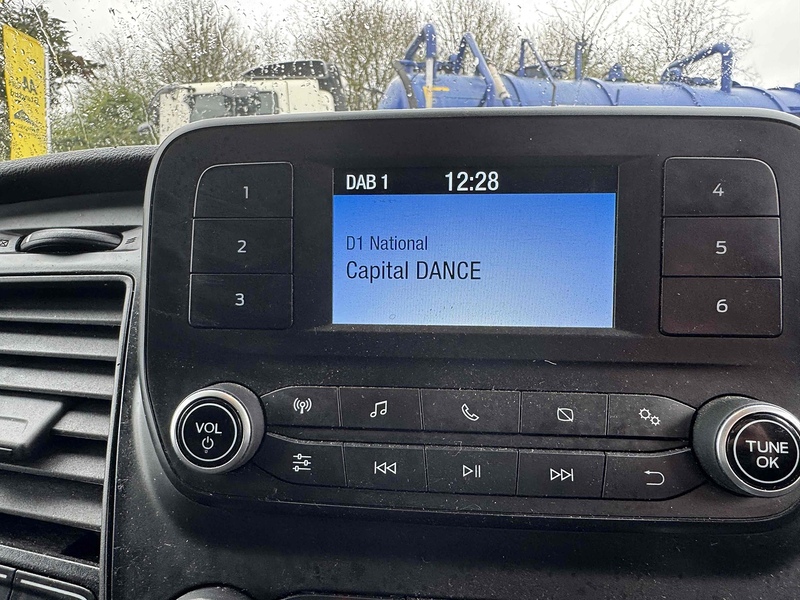 DAB 1 12:28
D1 National
Capital DANCE
1
2
3
4
5
6
VOL
TUNE
OK